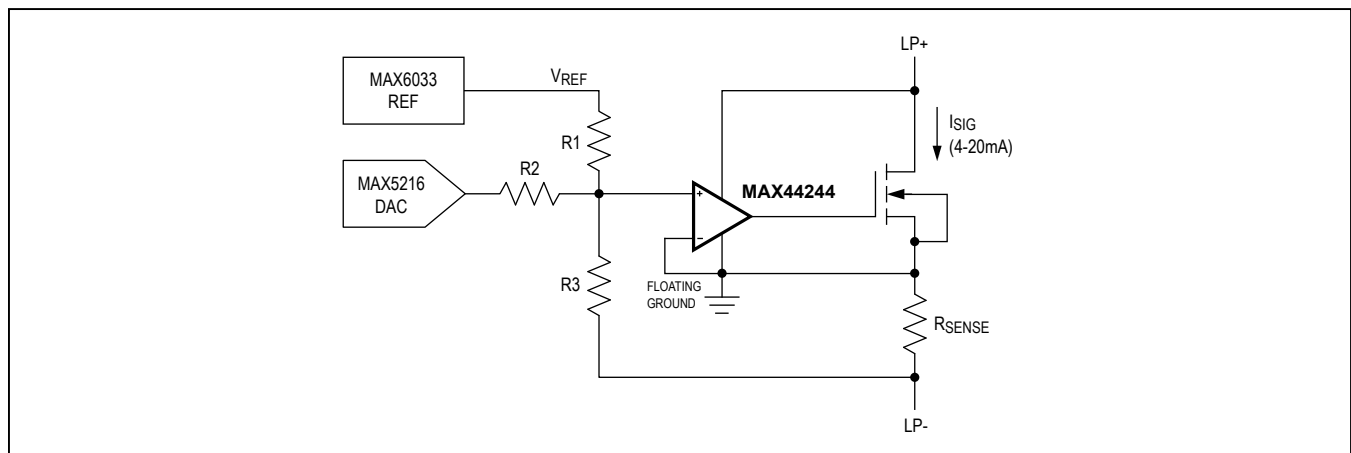 LP+
MAX6033
REF
VREF
R1
ISIG
(4-20mA)
MAX5216
DAC
R2
+
MAX44244
-
R3
FLOATING
GROUND
RSENSE
LP-